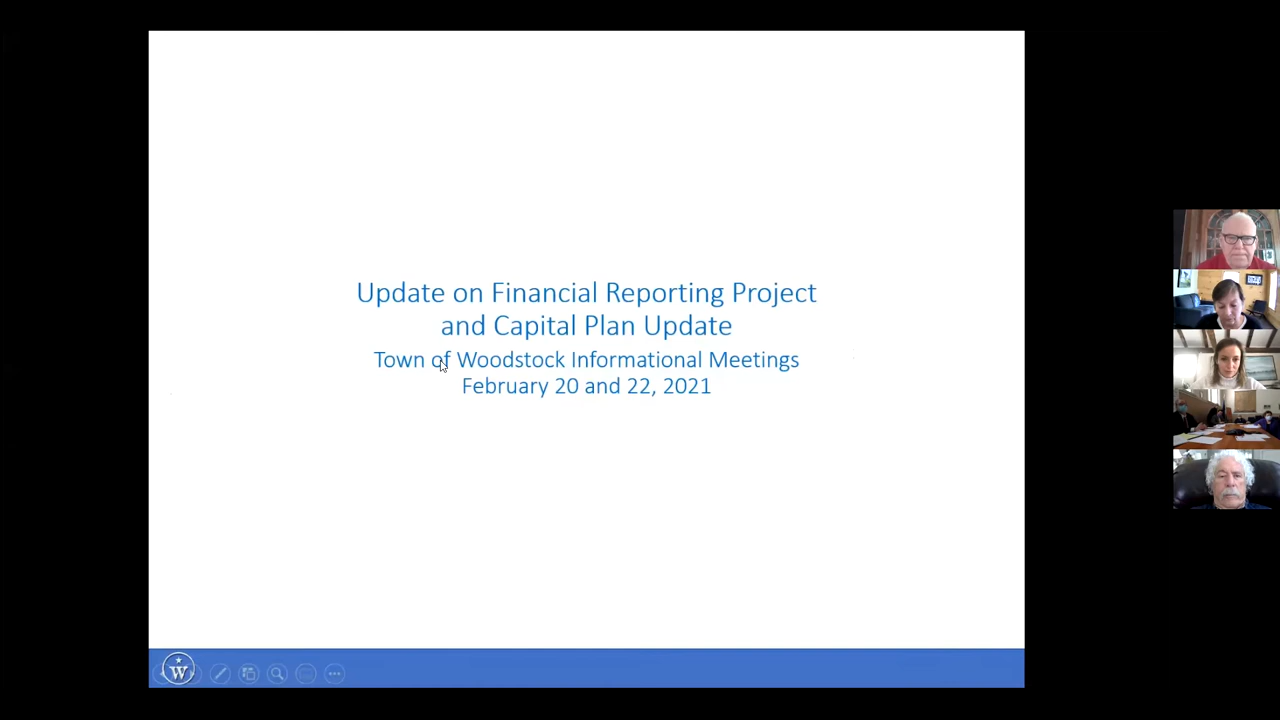 Update on Financial Reporting Project
and Capital Plan Update
Town of Woodstock Informational Meetings
February 20 and 22, 2021
W